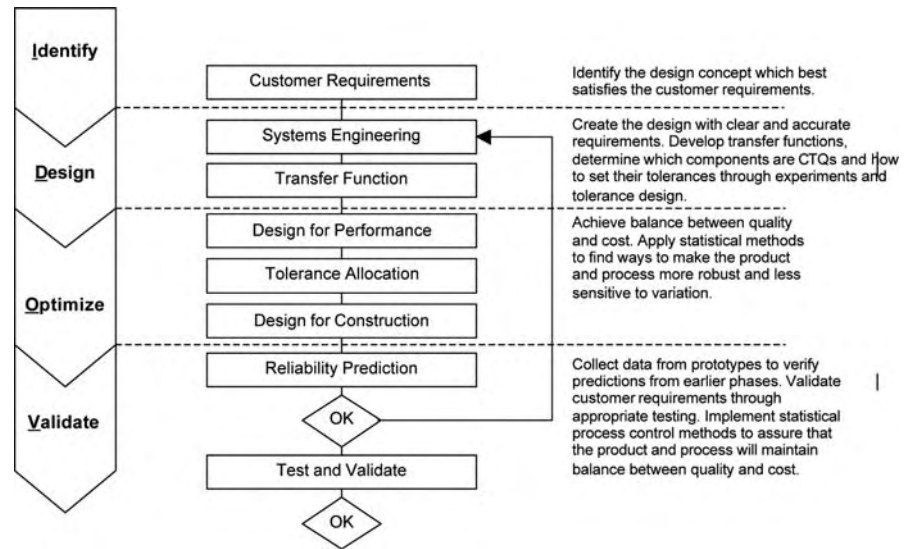 Identify
Customer Requirements
Identify the design concept which best
satisfies the customer requirements.
Design
Systems Engineering
Transfer Function
Create the design with clear and accurate
requirements. Develop transfer functions,
determine which components are CTQs and how
to set their tolerances through experiments and
tolerance design.
Optimize
Design for Performance
Tolerance Allocation
Design for Construction
Achieve balance between quality
and cost. Apply statistical methods
to find ways to make the product
and process more robust and less
sensitive to variation.
Validate
Reliability Prediction
OK
Test and Validate
OK
Collect data from prototypes to verify
predictions from earlier phases. Validate
customer requirements through
appropriate testing. Implement statistical
process control methods to assure that
the product and process will maintain
balance between quality and cost.